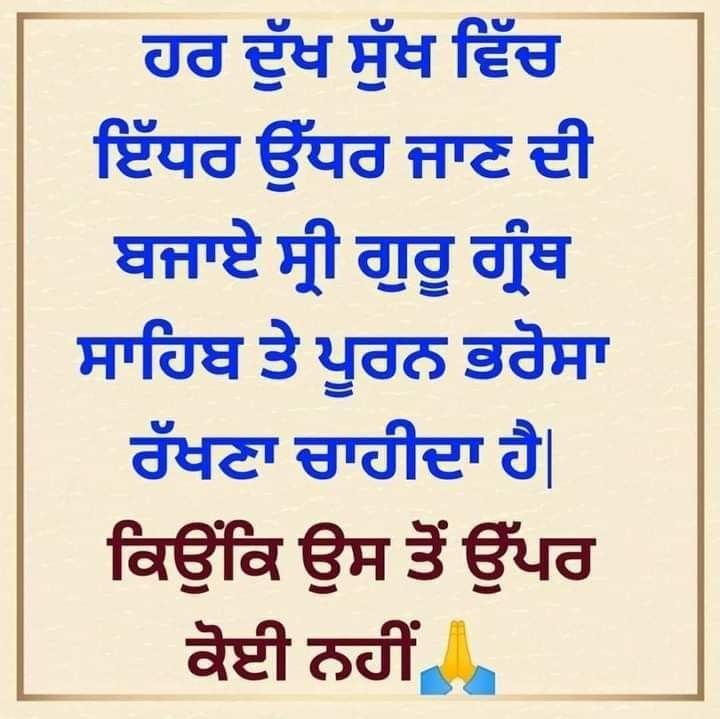 ਹਰ ਦੁੱਖ ਸੁੱਖ ਵਿੱਚ
ਇੱਧਰ ਉੱਧਰ ਜਾਣ ਦੀ
ਬਜਾਏ ਸ੍ਰੀ ਗੁਰੂ ਗ੍ਰੰਥ
ਸਾਹਿਬ ਤੇ ਪੂਰਨ ਭਰੋਸਾ
ਰੱਖਣਾ ਚਾਹੀਦਾ ਹੈ|
ਕਿਉਂਕਿ ਉਸ ਤੋਂ ਉੱਪਰ
ਕੋਈ ਨਹੀਂ🙏